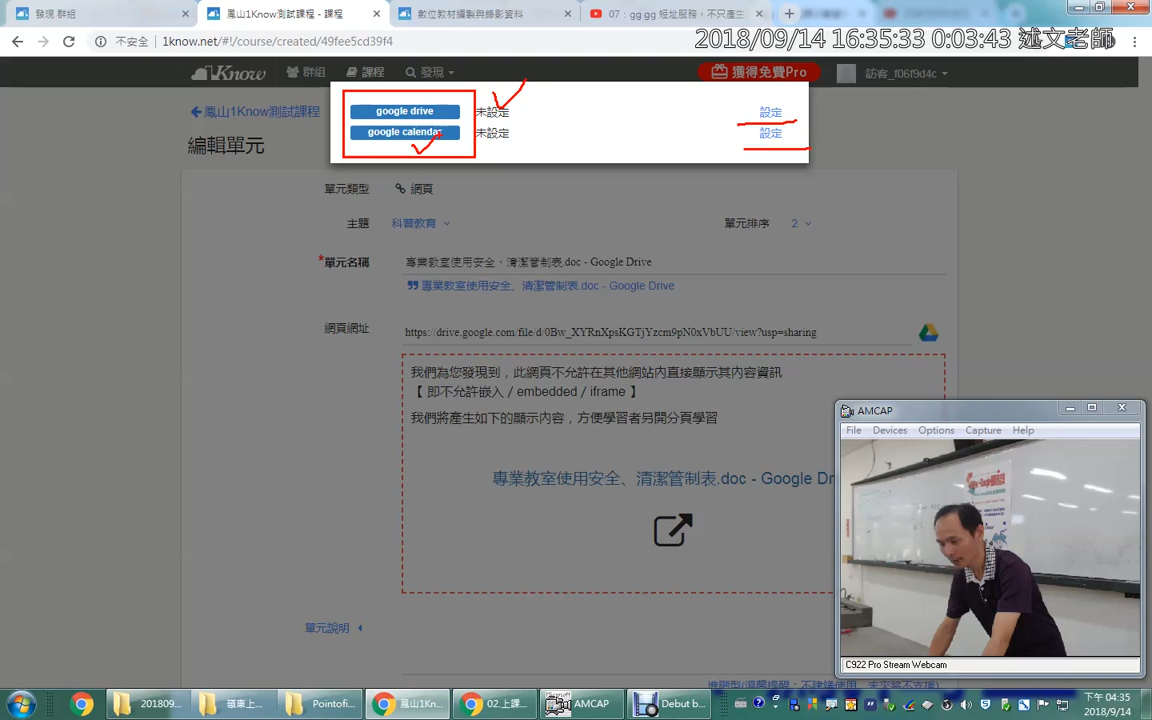 發現 群組
鳳山1Know測試課程 - 課程
數位教材編製與錄影資料
07：gg.gg 短址服務，不只產生
不安全
1know.net/#!/course/created/49fee5cd39f4
2018/09/14 16:35:33 0:03:43 述文老師
1Know
群組
課程
發現
獲得免費Pro
訪客_f06f9d4c
google drive
未設定
設定
google calendar
未設定
設定
鳳山1Know測試課程
編輯單元
單元類型
網頁
主題
科普教育
單元排序
2
*單元名稱
專業教室使用安全、清潔管制表.doc - Google Drive
專業教室使用安全、清潔管制表.doc - Google Drive
網頁網址
https://drive.google.com/file/d/0Bw_XYRnXpsKGTjYzcm9pN0xVbUU/view?usp=sharing
我們為您發現到，此網頁不允許在其他網站內直接顯示其內容資訊
【 即不允許嵌入 / embedded / iframe 】
我們將產生如下的顯示內容，方便學習者另開分頁學習
專業教室使用安全、清潔管制表.doc - Google Dr
單元說明
AMCAP
File
Devices
Options
Capture
Help
C922 Pro Stream Webcam
201809...
嶺東上...
Pointofi...
鳳山1Kn...
02.上課...
AMCAP
Debut b...
下午 04:35
2018/9/14